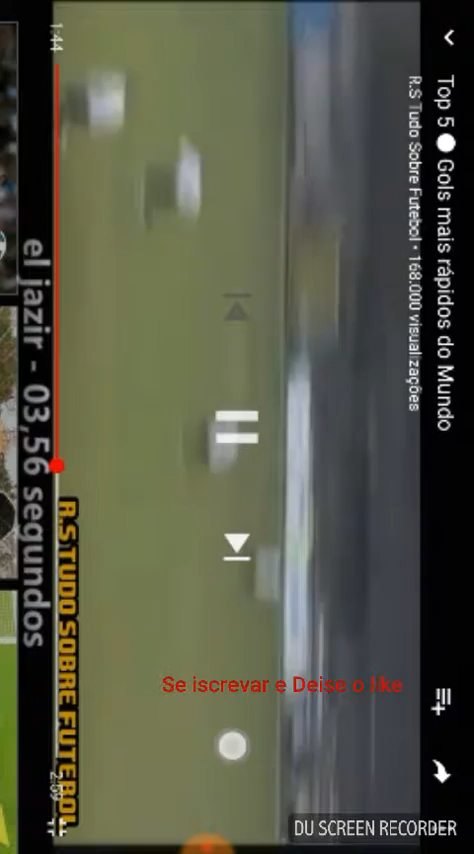 Top 5 Gols mais rápidos do Mundo
R.S Tudo Sobre Futebol • 168.000 visualizações
Se iscrevar e Deise o like
1:44
R.S TUDO SOBRE FUTEBOL
el jazir - 03,56 segundos
DU SCREEN RECORDER